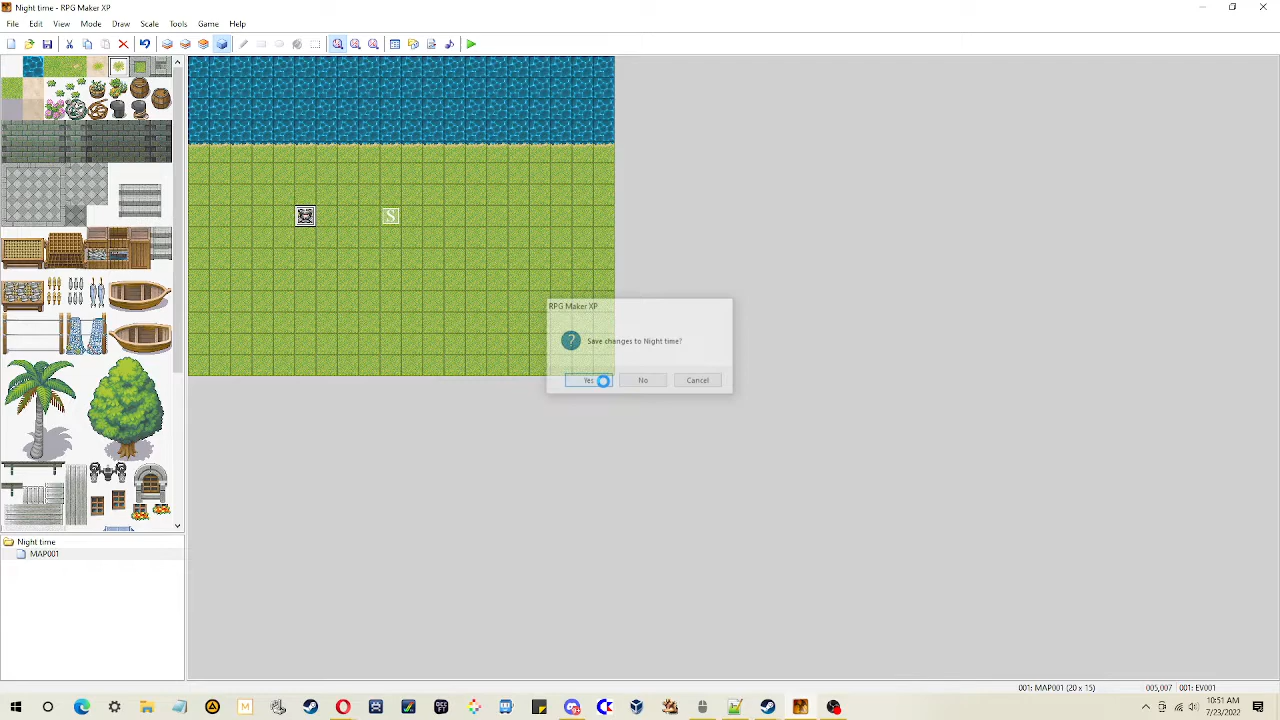 Night time - RPG Maker XP
File Edit View Modes Draw Scale Tools Game Help
S
RPG Maker XP
Save changes to Night time?
Yes No Cancel
Night time
MAP001
001: MAP001 (20 x 15) 005,007 001: EV001
10:51 AM
7/23/2022